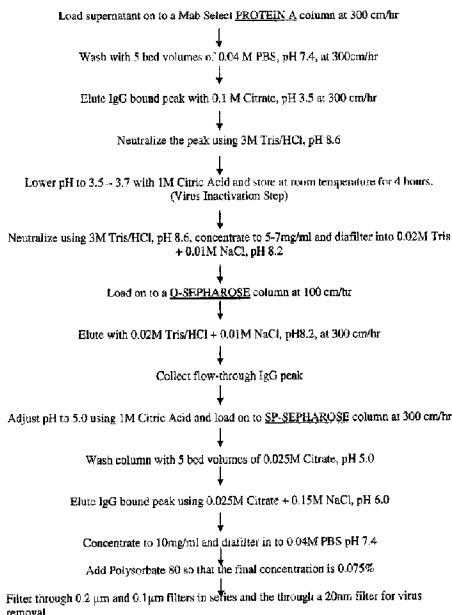 Load supernatant on to a Mab Select PROTEIN A column at 300 cm/hr
Wash with 5 bed volumes of 0.04 M PBS, pH 7.4, at 300cm/hr
Elute IgG bound peak with 0.1 M Citrate, pH 3.5 at 300 cm/hr
Neutralize the peak using 3M Tris/HCl, pH 8.6
Lower pH to 3.5 - 3.7 with 1M Citric Acid and store at room temperature for 4 hours.
(Virus Inactivation Step)
Neutralize using 3M Tris/HCl, pH 8.6, concentrate to 5-7mg/ml and diafilter into 0.02M Tris
+ 0.01M NaCl, pH 8.2
Load on to a Q-SEPHAROSE column at 100 cm/hr
Elute with 0.02M Tris/HCl + 0.01M NaCl, pH8.2, at 300 cm/hr
Collect flow-through IgG peak
Adjust pH to 5.0 using 1M Citric Acid and load on to SP-SEPHAROSE column at 300 cm/hr
Wash column with 5 bed volumes of 0.025M Citrate, pH 5.0
Elute IgG bound peak using 0.025M Citrate + 0.15M NaCl, pH 6.0
Concentrate to 10mg/ml and diafilter in to 0.04M PBS pH 7.4
Add Polysorbate 80 so that the final concentration is 0.075%
Filter through 0.2 µm and 0.1µm filters in series and the through a 20nm filter for virus
removal